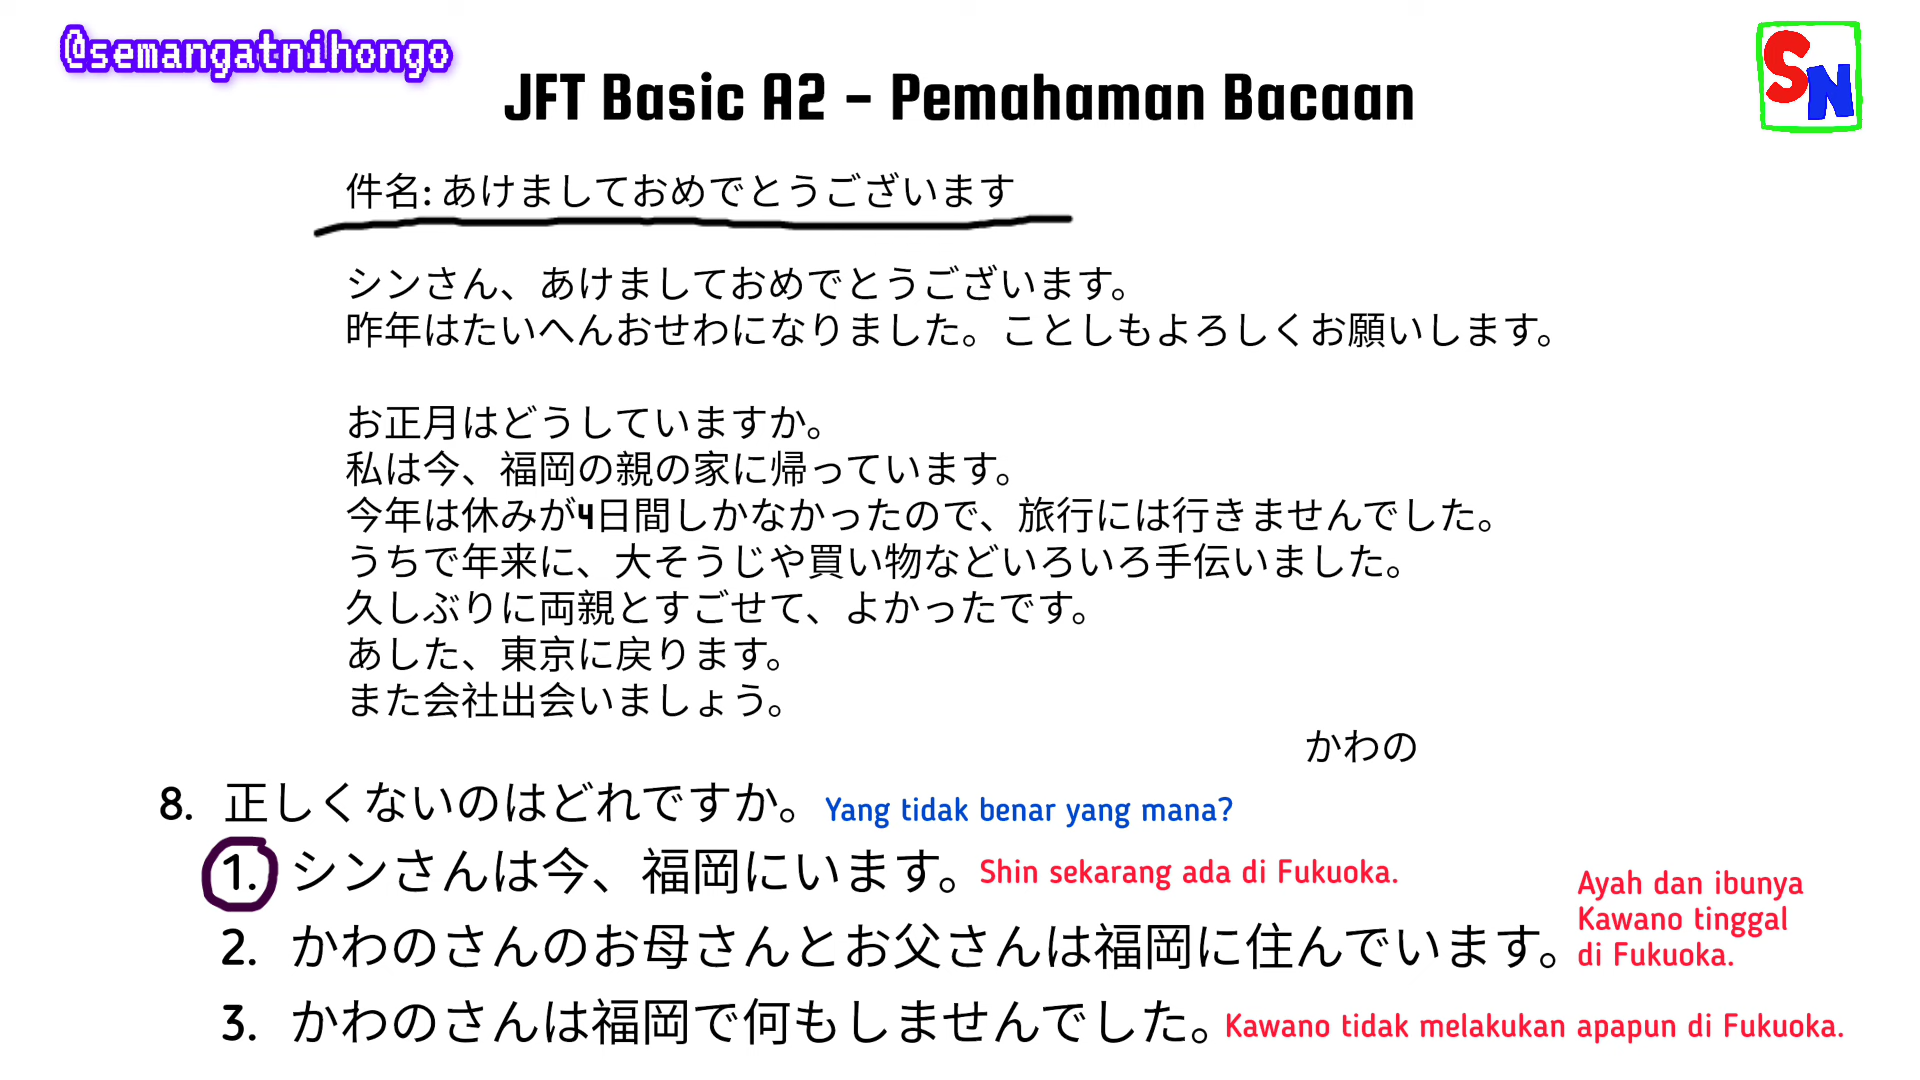 @semangatnihongo
SN
JFT Basic A2 - Pemahaman Bacaan
件名: あけましておめでとうございます
シンさん、あけましておめでとうございます。
昨年はたいへんおせわになりました。ことしもよろしくお願いします。
お正月はどうしていますか。
私は今、福岡の親の家に帰っています。
今年は休みが4日間しかなかったので、旅行には行きませんでした。
うちで年来に、大そうじや買い物などいろいろ手伝いました。
久しぶりに両親とすごせて、よかったです。
あした、東京に戻ります。
また会社出会いましょう。
かわの
8. 正しくないのはどれですか。 Yang tidak benar yang mana?
1. シンさんは今、福岡にいます。 Shin sekarang ada di Fukuoka.
2. かわのさんのお母さんとお父さんは福岡に住んでいます。
Ayah dan ibunya
Kawano tinggal
di Fukuoka.
3. かわのさんは福岡で何もしませんでした。 Kawano tidak melakukan apapun di Fukuoka.